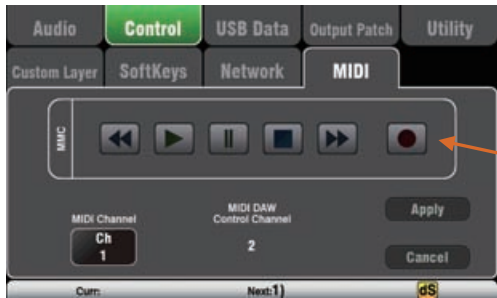 Audio Control USB Data Output Patch Utility
Custom Layer SoftKeys Network MIDI
MMC
MIDI Channel
Ch
1
MIDI DAW
Control Channel
2
Apply
Cancel
Curr: Next:1) dS